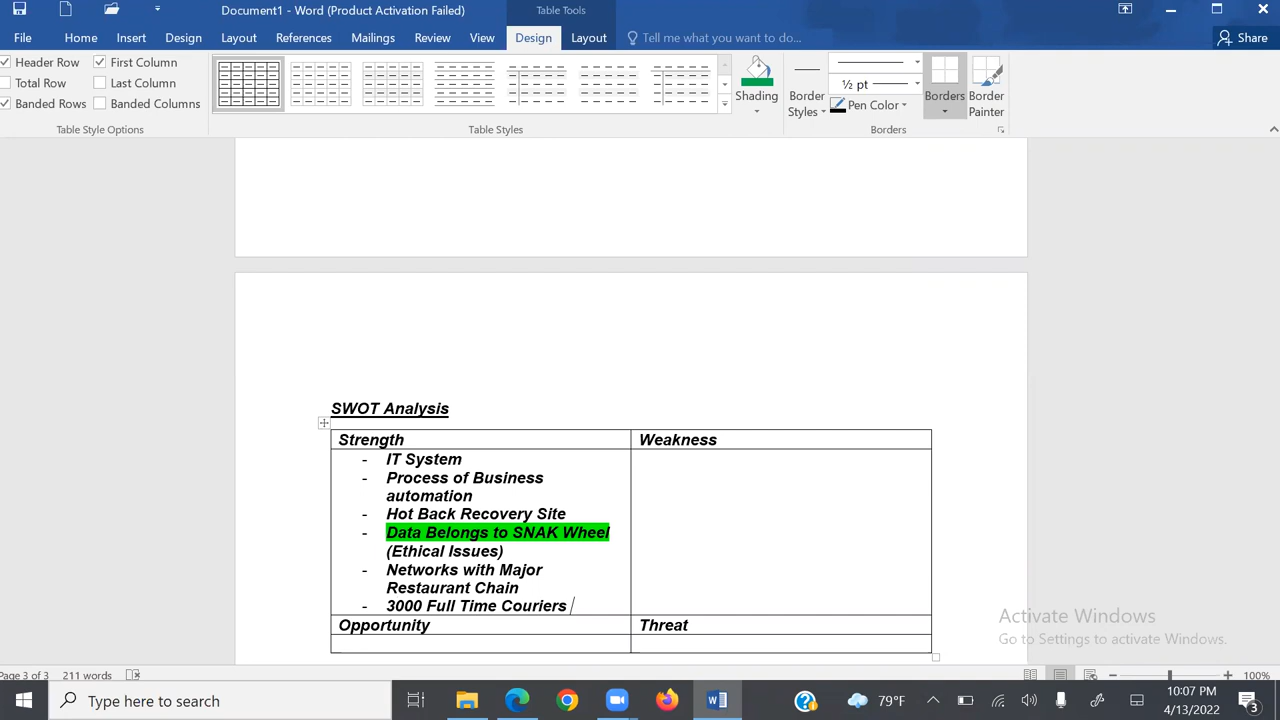 Document1 - Word (Product Activation Failed)
Table Tools
File Home Insert Design Layout References Mailings Review View Design Layout Tell me what you want to do... Share
Header Row First Column
Total Row Last Column
Banded Rows Banded Columns
Table Style Options
Table Styles
Shading
Border Styles
½ pt
Pen Color
Borders
Border Painter
Borders
SWOT Analysis
Strength Weakness
- IT System
- Process of Business
automation
- Hot Back Recovery Site
- Data Belongs to SNAK Wheel
(Ethical Issues)
- Networks with Major
Restaurant Chain
- 3000 Full Time Couriers
Opportunity Threat
Activate Windows
Go to Settings to activate Windows.
Page 3 of 3 211 words 100%
Type here to search
79°F
10:07 PM
4/13/2022
3